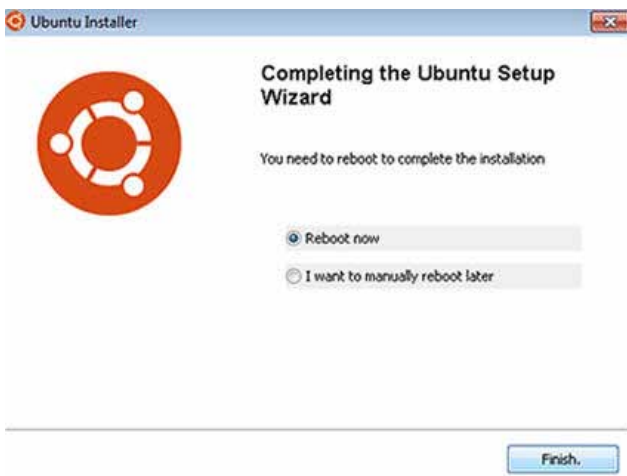 Ubuntu Installer
Completing the Ubuntu Setup
Wizard
You need to reboot to complete the installation
Reboot now
I want to manually reboot later
Finish.